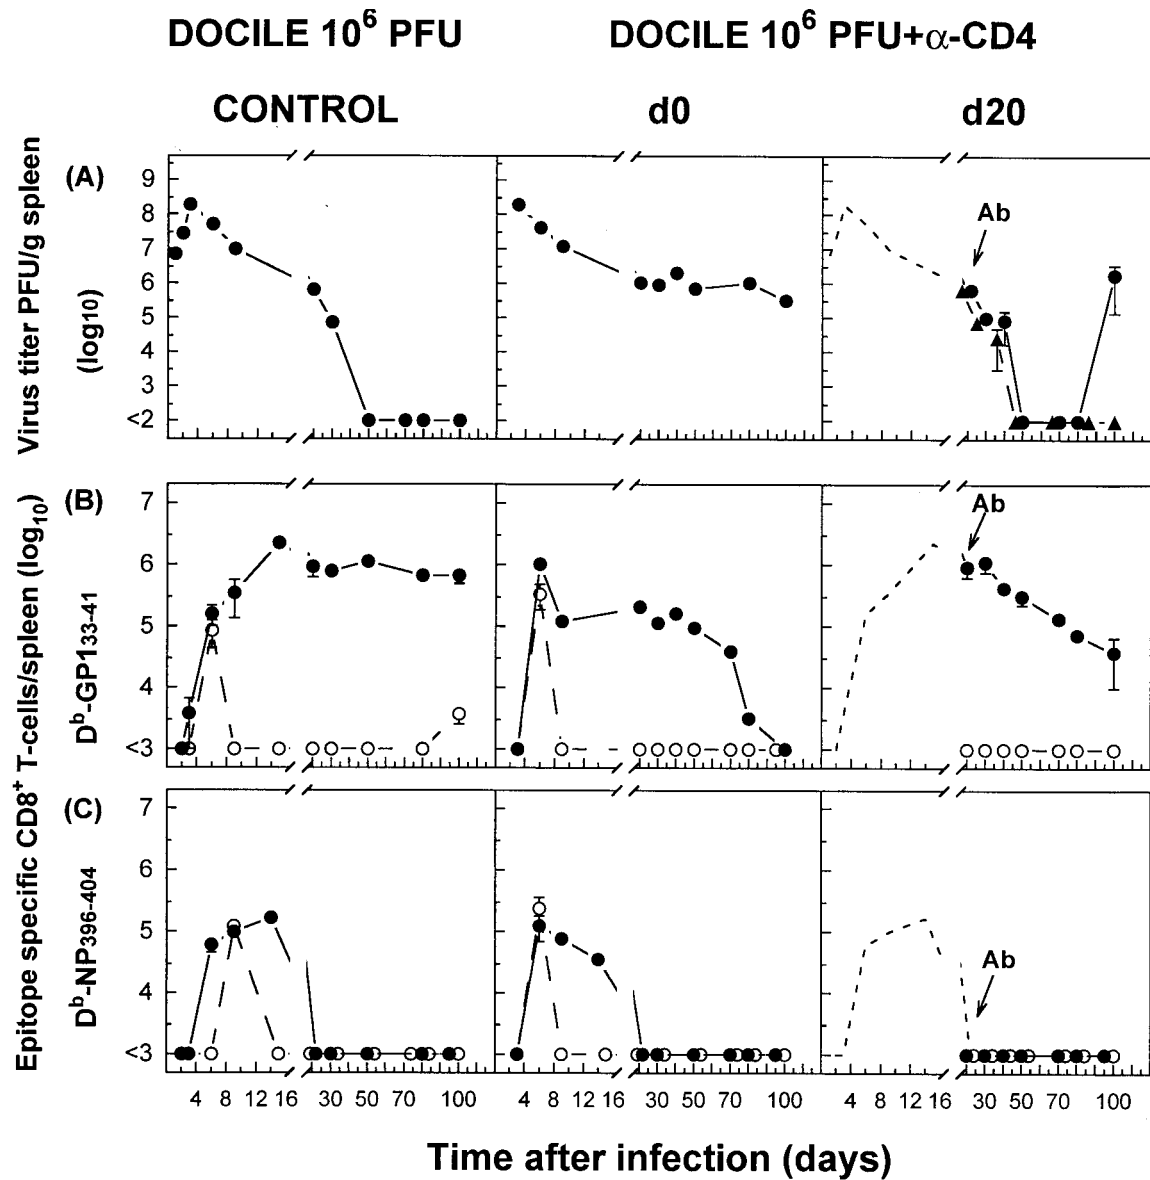 DOCILE 10⁶ PFU
DOCILE 10⁶ PFU+α-CD4
CONTROL
d0
d20
Virus titer PFU/g spleen
(log10)
(A)
9
8
7
6
5
4
3
<2
Ab
Epitope specific CD8⁺ T-cells/spleen (log₁₀)
(B)
Dᵇ-GP133-41
7
6
5
4
<3
Ab
(C)
Dᵇ-NP396-404
7
6
5
4
<3
Ab
4 8 12 16 30 50 70 100
4 8 12 16 30 50 70 100
4 8 12 16 30 50 70 100
Time after infection (days)